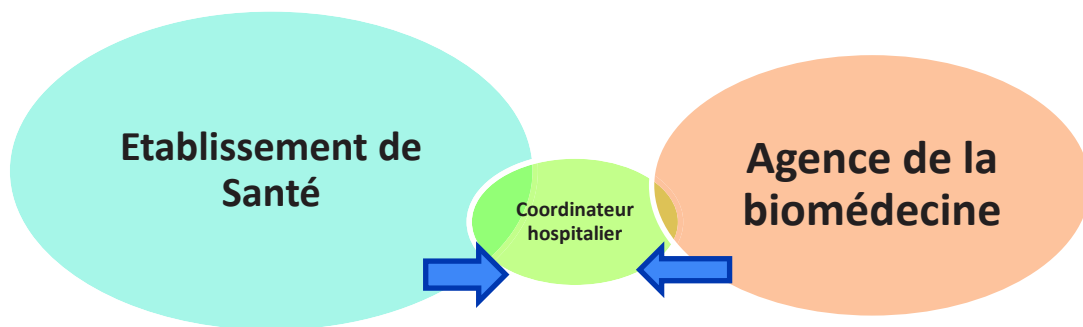 Etablissement de
Santé
Coordinateur
hospitalier
Agence de la
biomédecine